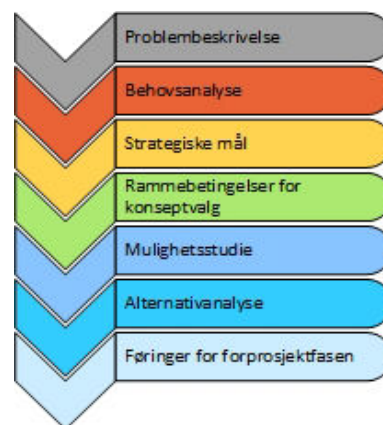 Problembeskrivelse
Behovsanalyse
Strategiske mål
Rammebetingelser for
konseptvalg
Mulighetsstudie
Alternativanalyse
Føringer for forprosjektfasen